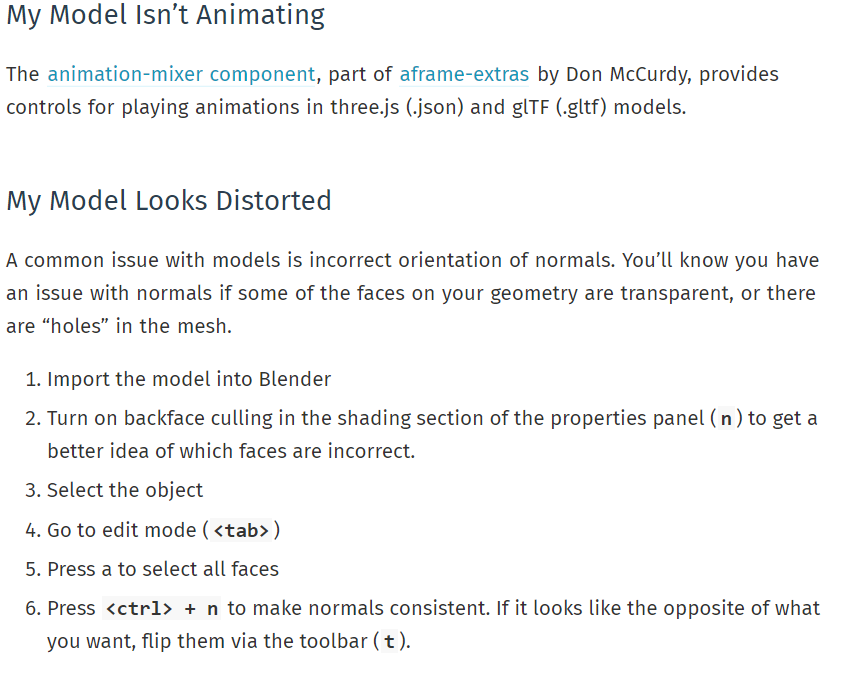 My Model Isn’t Animating
The animation-mixer component, part of aframe-extras by Don McCurdy, provides
controls for playing animations in three.js (.json) and glTF (.gltf) models.
My Model Looks Distorted
A common issue with models is incorrect orientation of normals. You’ll know you have
an issue with normals if some of the faces on your geometry are transparent, or there
are “holes” in the mesh.
1. Import the model into Blender
2. Turn on backface culling in the shading section of the properties panel (n) to get a
better idea of which faces are incorrect.
3. Select the object
4. Go to edit mode (<tab>)
5. Press a to select all faces
6. Press <ctrl> + n to make normals consistent. If it looks like the opposite of what
you want, flip them via the toolbar (t).